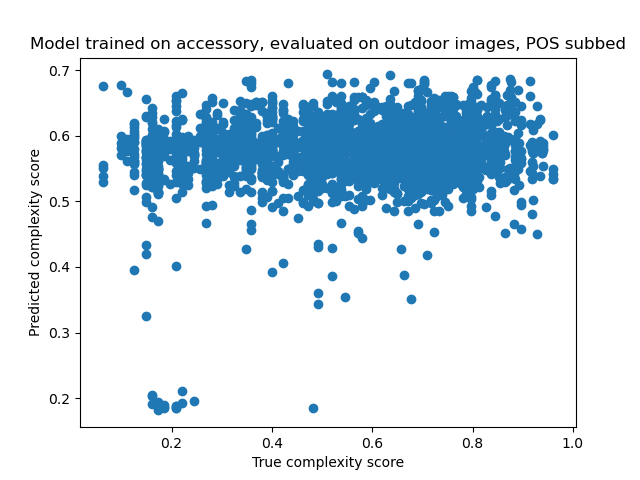 Model trained on accessory, evaluated on outdoor images, POS subbed
0.7
0.6
0.5
0.4
0.3
0.2
Predicted complexity score
0.2 0.4 0.6 0.8 1.0
True complexity score